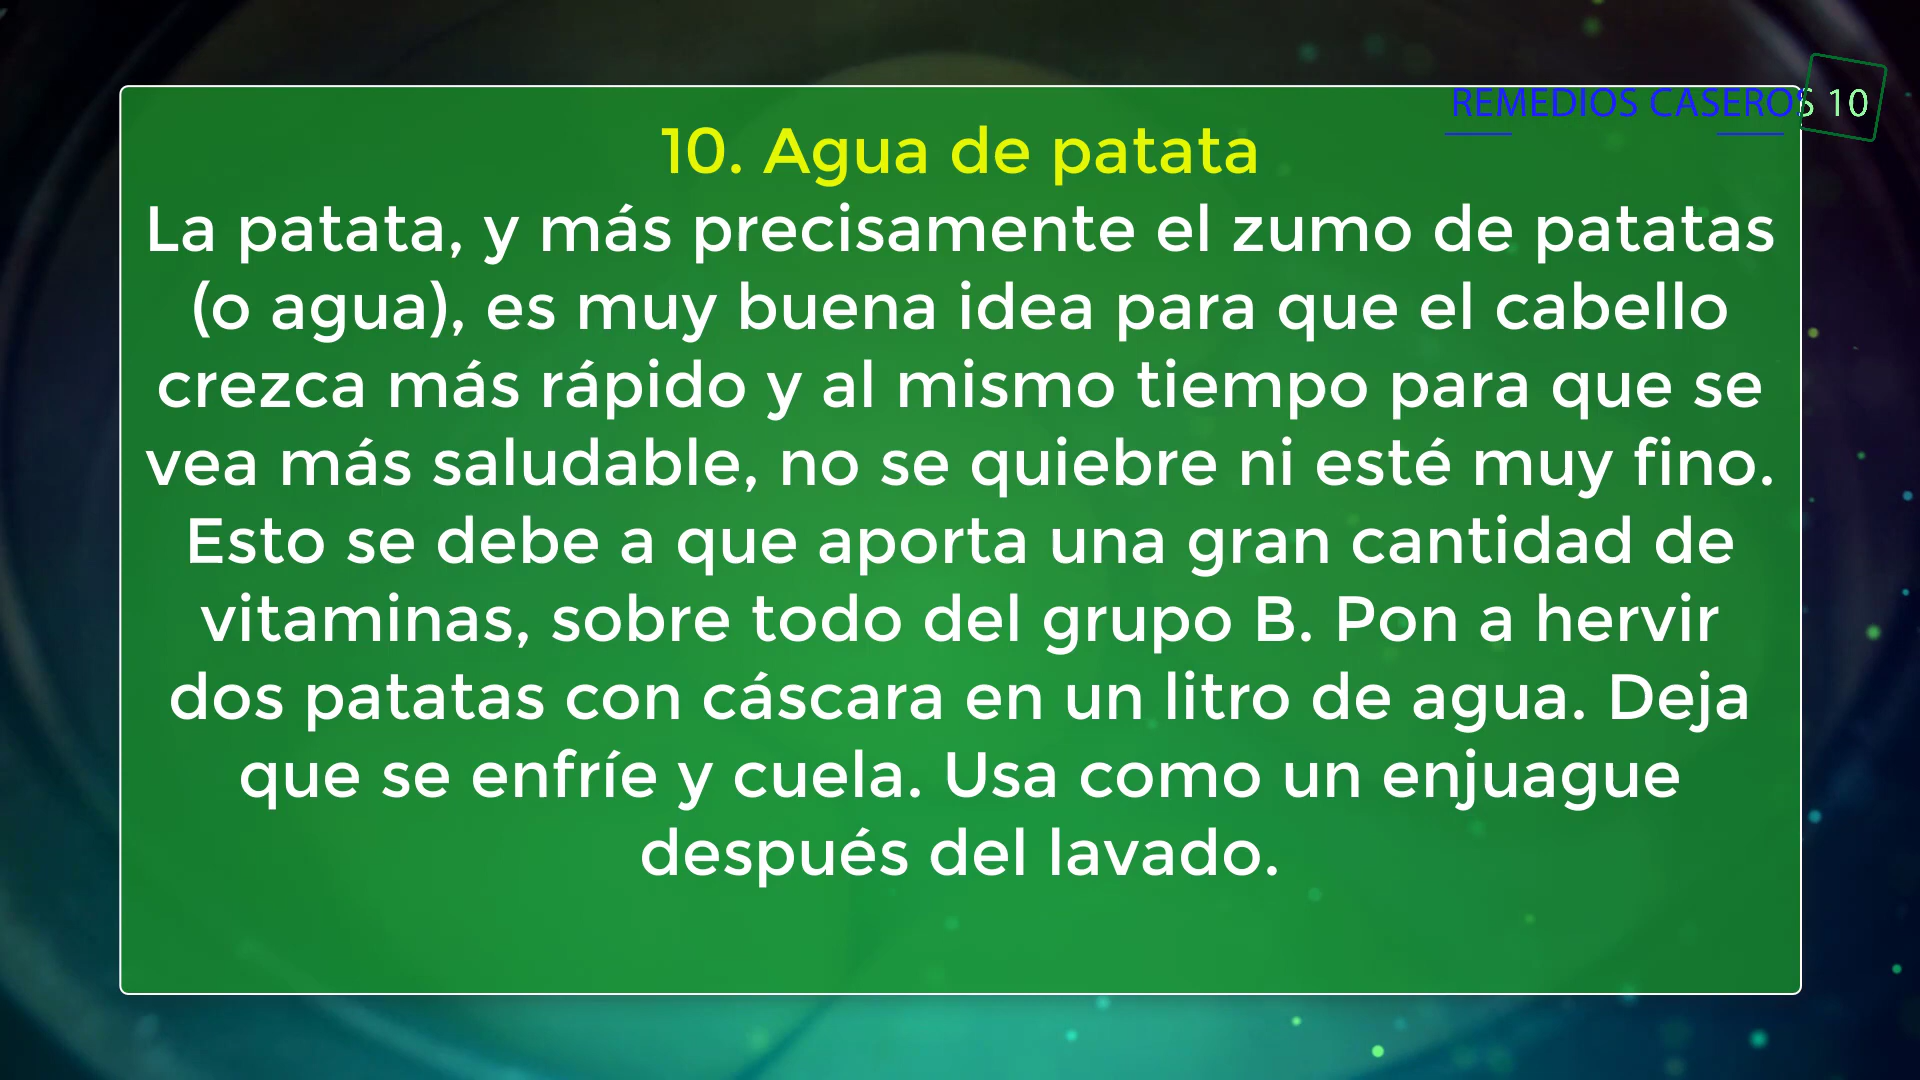 REMEDIOS CASEROS 10
10. Agua de patata
La patata, y más precisamente el zumo de patatas
(o agua), es muy buena idea para que el cabello
crezca más rápido y al mismo tiempo para que se
vea más saludable, no se quiebre ni esté muy fino.
Esto se debe a que aporta una gran cantidad de
vitaminas, sobre todo del grupo B. Pon a hervir
dos patatas con cáscara en un litro de agua. Deja
que se enfríe y cuela. Usa como un enjuague
después del lavado.